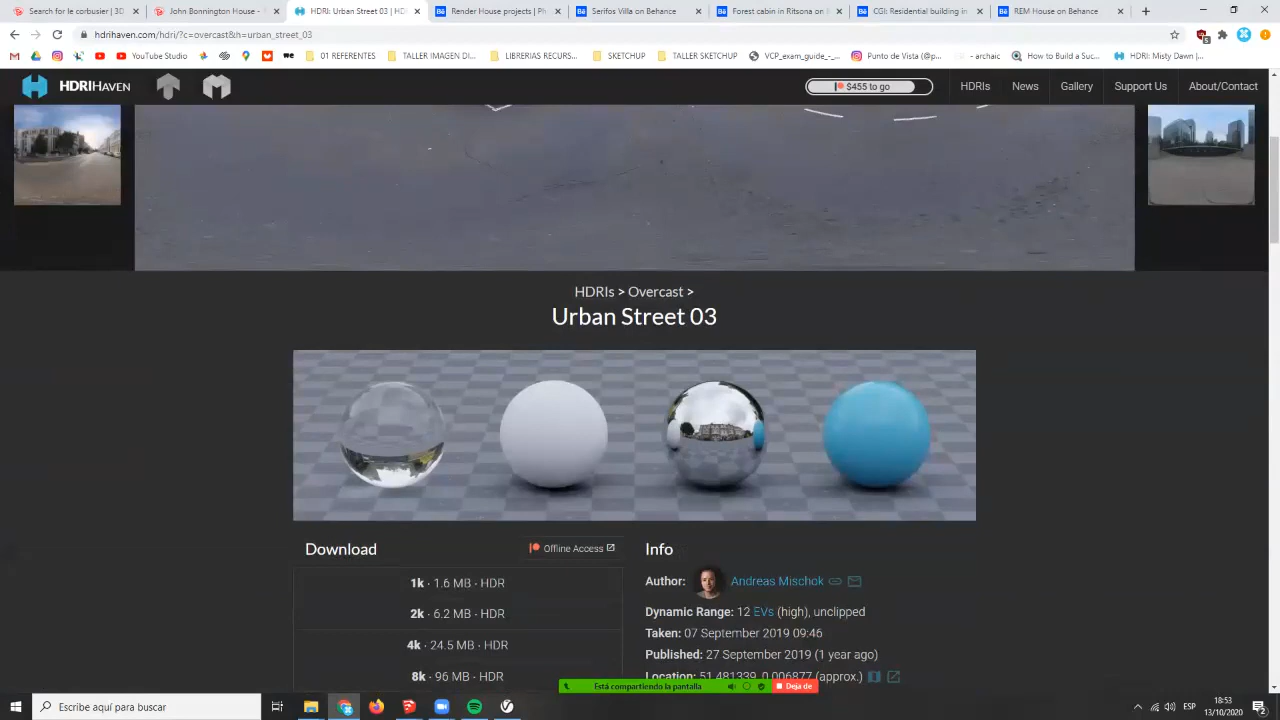 Search for le corbusier | 3D
John Bonnington House -
HDRI: Urban Street 03 | HD
Render House projects | Pi
Serifos Villa on Behance
Forest cabin in Ritsona on B
CGI: Residential building in
REM House on Behance
hdrihaven.com/hdri/?c=overcast&h=urban_street_03
YouTube Studio
01 REFERENTES
TALLER IMAGEN DI...
LIBRERIAS RECURS...
SKETCHUP
TALLER SKETCHUP
VCP_exam_guide_-_...
Punto de Vista (@p...
- archaic
How to Build a Suc...
HDRI: Misty Dawn |...
HDRIHAVEN
$455 to go
HDRIs
News
Gallery
Support Us
About/Contact
HDRIs > Overcast >
Urban Street 03
Download
Offline Access
1k · 1.6 MB · HDR
2k · 6.2 MB · HDR
4k · 24.5 MB · HDR
8k · 96 MB · HDR
Info
Author: Andreas Mischok
Dynamic Range: 12 EVs (high), unclipped
Taken: 07 September 2019 09:46
Published: 27 September 2019 (1 year ago)
Location: 51.481339, 0.006877 (approx.)
Está compartiendo la pantalla
Deja de
Escribe aquí para buscar
ESP
18:53
13/10/2020